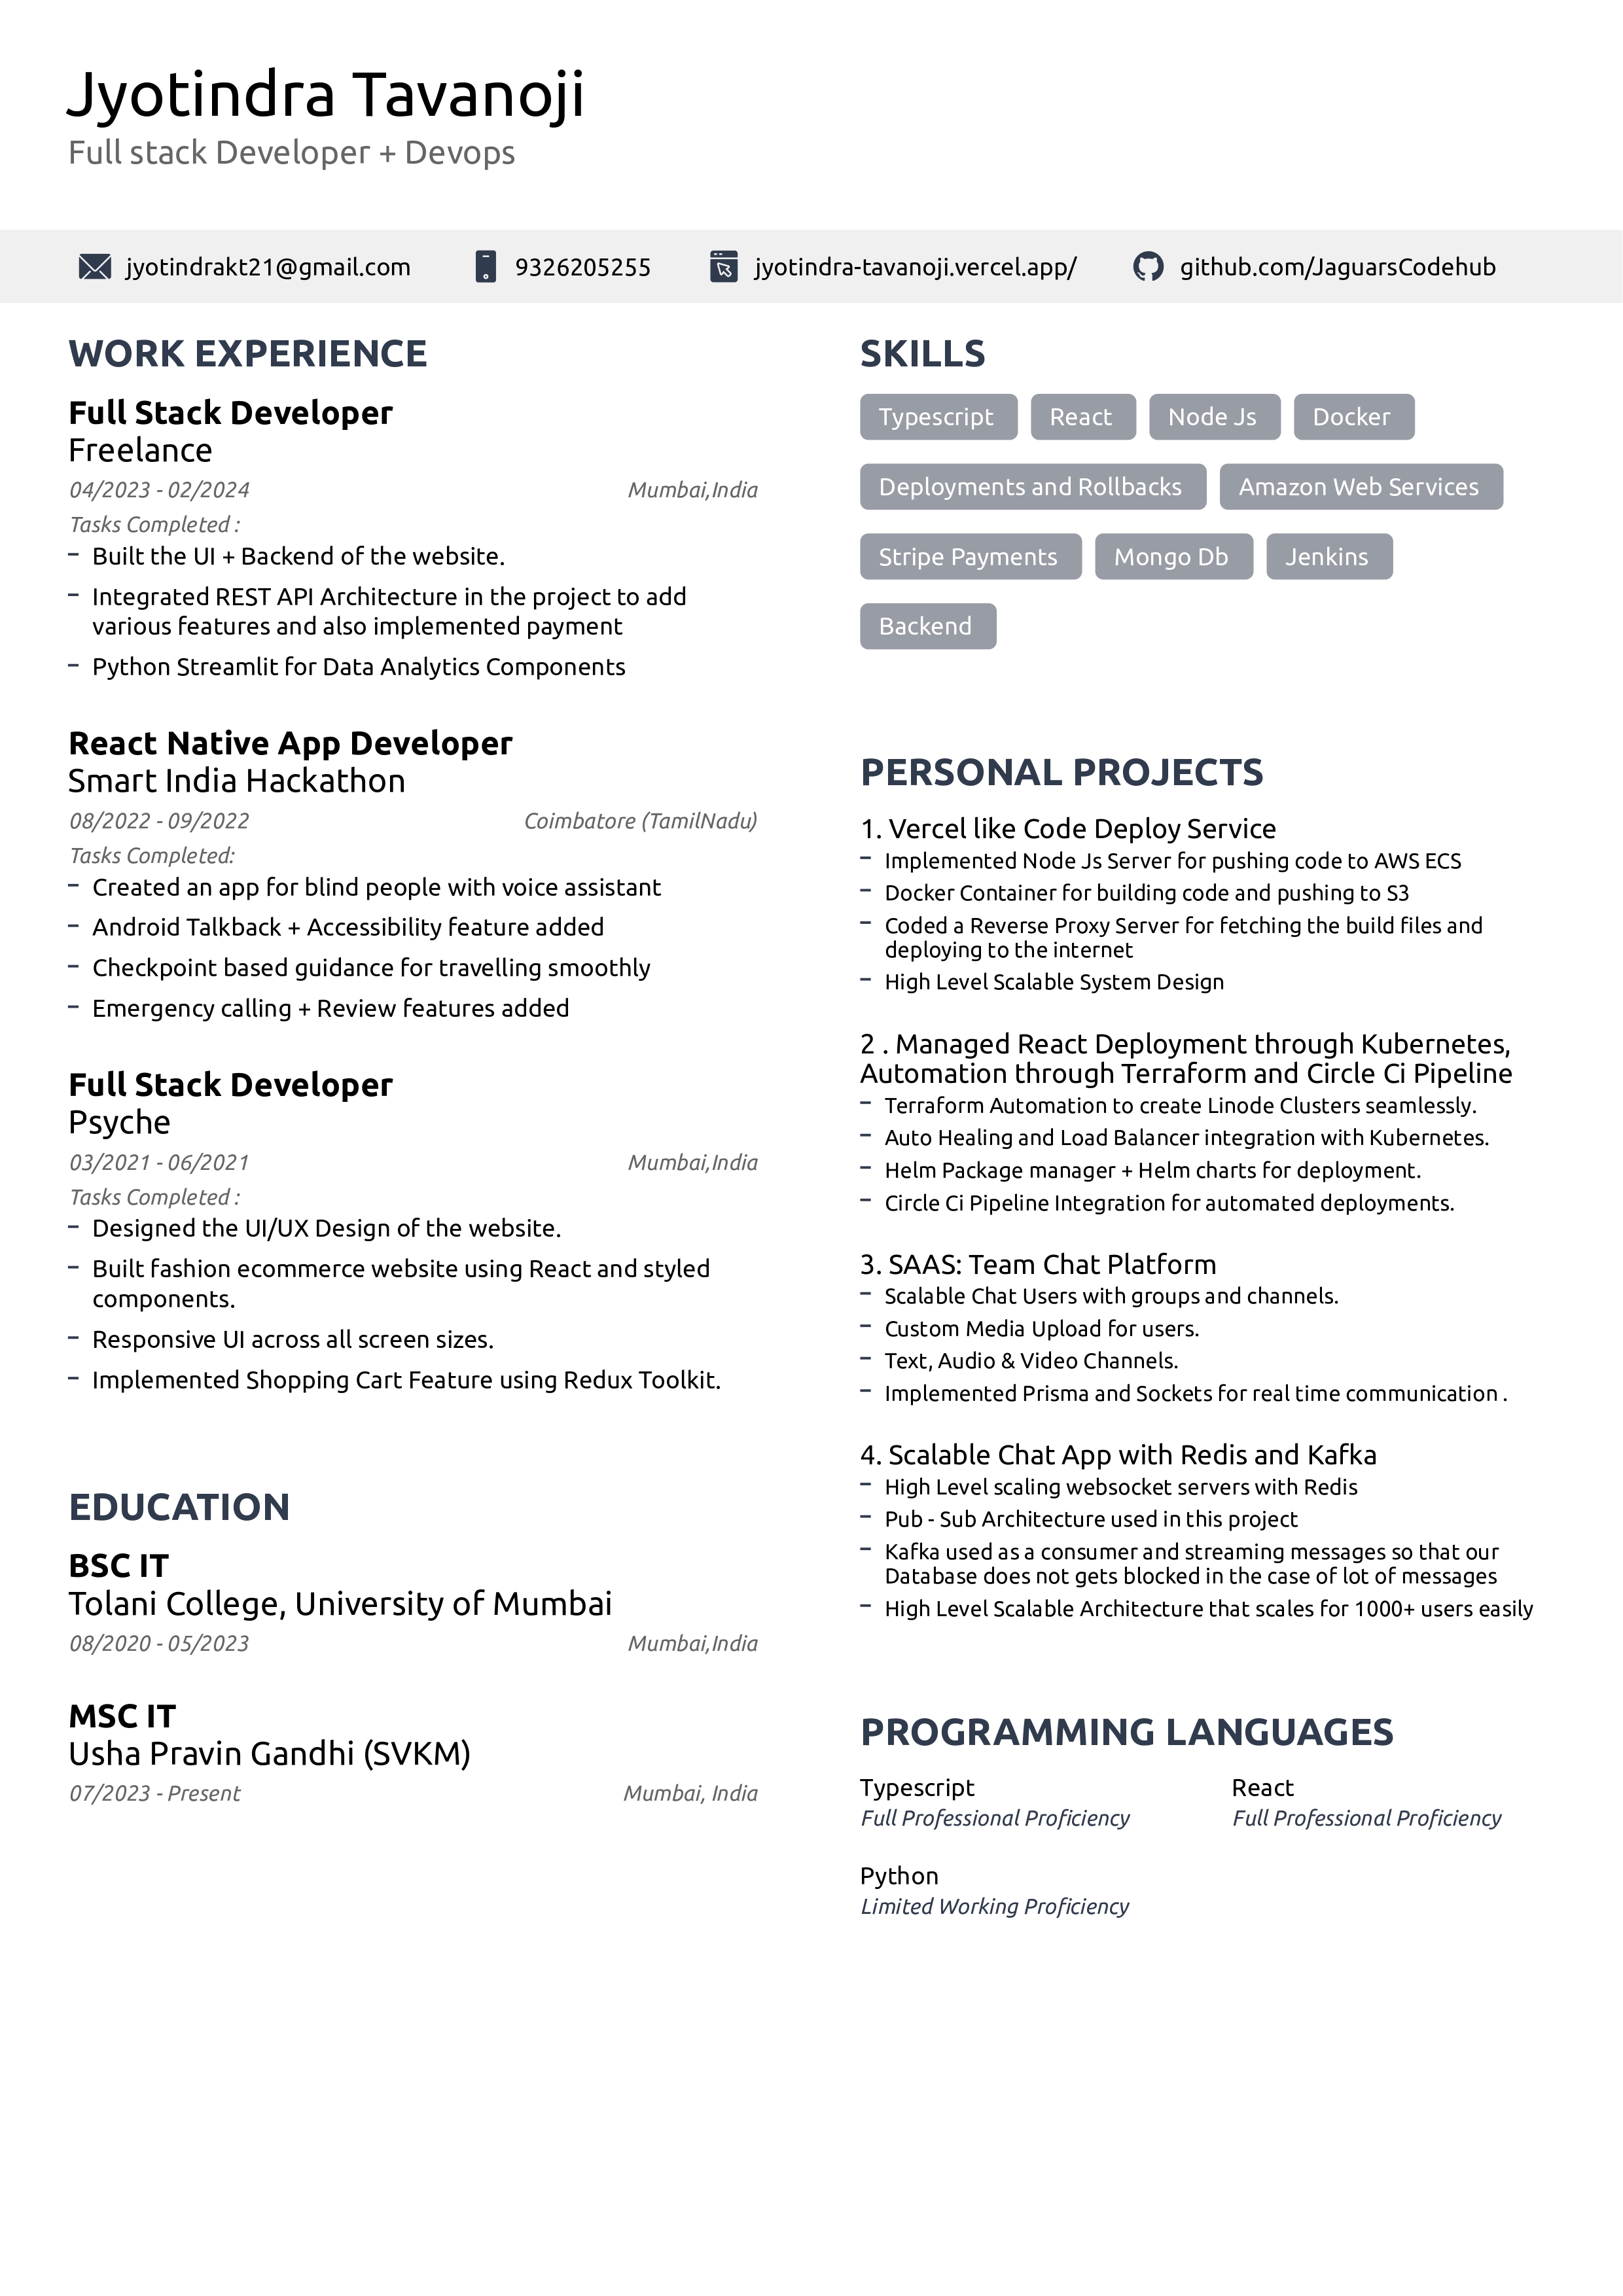 Jyotindra Tavanoji
Full stack Developer + Devops
jyotindrakt21@gmail.com
9326205255
jyotindra-tavanoji.vercel.app/
github.com/JaguarsCodehub
WORK EXPERIENCE
Full Stack Developer
Freelance
04/2023 - 02/2024
Mumbai,India
Tasks Completed :
– Built the UI + Backend of the website.
– Integrated REST API Architecture in the project to add
various features and also implemented payment
– Python Streamlit for Data Analytics Components
React Native App Developer
Smart India Hackathon
08/2022 - 09/2022
Coimbatore (TamilNadu)
Tasks Completed:
– Created an app for blind people with voice assistant
– Android Talkback + Accessibility feature added
– Checkpoint based guidance for travelling smoothly
– Emergency calling + Review features added
Full Stack Developer
Psyche
03/2021 - 06/2021
Mumbai,India
Tasks Completed :
– Designed the UI/UX Design of the website.
– Built fashion ecommerce website using React and styled
components.
– Responsive UI across all screen sizes.
– Implemented Shopping Cart Feature using Redux Toolkit.
EDUCATION
BSC IT
Tolani College, University of Mumbai
08/2020 - 05/2023
Mumbai,India
MSC IT
Usha Pravin Gandhi (SVKM)
07/2023 - Present
Mumbai, India
SKILLS
Typescript
React
Node Js
Docker
Deployments and Rollbacks
Amazon Web Services
Stripe Payments
Mongo Db
Jenkins
Backend
PERSONAL PROJECTS
1. Vercel like Code Deploy Service
– Implemented Node Js Server for pushing code to AWS ECS
– Docker Container for building code and pushing to S3
– Coded a Reverse Proxy Server for fetching the build files and
deploying to the internet
– High Level Scalable System Design
2 . Managed React Deployment through Kubernetes,
Automation through Terraform and Circle Ci Pipeline
– Terraform Automation to create Linode Clusters seamlessly.
– Auto Healing and Load Balancer integration with Kubernetes.
– Helm Package manager + Helm charts for deployment.
– Circle Ci Pipeline Integration for automated deployments.
3. SAAS: Team Chat Platform
– Scalable Chat Users with groups and channels.
– Custom Media Upload for users.
– Text, Audio & Video Channels.
– Implemented Prisma and Sockets for real time communication .
4. Scalable Chat App with Redis and Kafka
– High Level scaling websocket servers with Redis
– Pub - Sub Architecture used in this project
– Kafka used as a consumer and streaming messages so that our
Database does not gets blocked in the case of lot of messages
– High Level Scalable Architecture that scales for 1000+ users easily
PROGRAMMING LANGUAGES
Typescript
Full Professional Proficiency
React
Full Professional Proficiency
Python
Limited Working Proficiency